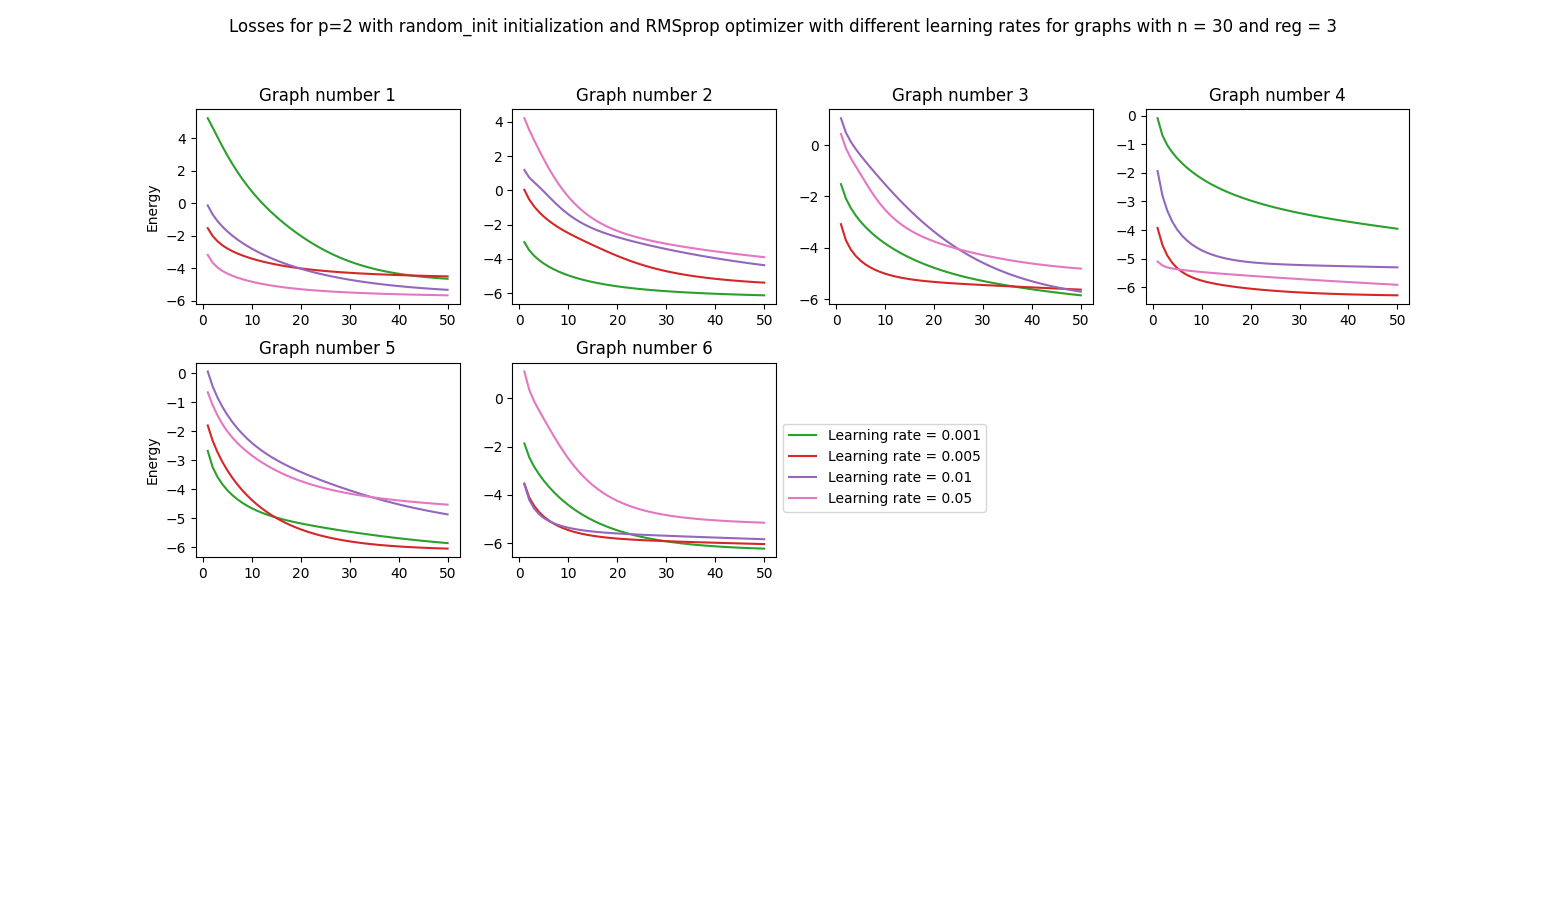 Losses for p=2 with random_init initialization and RMSprop optimizer with different learning rates for graphs with n = 30 and reg = 3
Graph number 1
Graph number 2
Graph number 3
Graph number 4
Energy
4
2
0
−2
−4
−6
0 10 20 30 40 50
4
2
0
−2
−4
−6
0 10 20 30 40 50
0
−2
−4
−6
0 10 20 30 40 50
0
−1
−2
−3
−4
−5
−6
0 10 20 30 40 50
Graph number 5
Graph number 6
Energy
0
−1
−2
−3
−4
−5
−6
0 10 20 30 40 50
0
−2
−4
−6
0 10 20 30 40 50
Learning rate = 0.001
Learning rate = 0.005
Learning rate = 0.01
Learning rate = 0.05